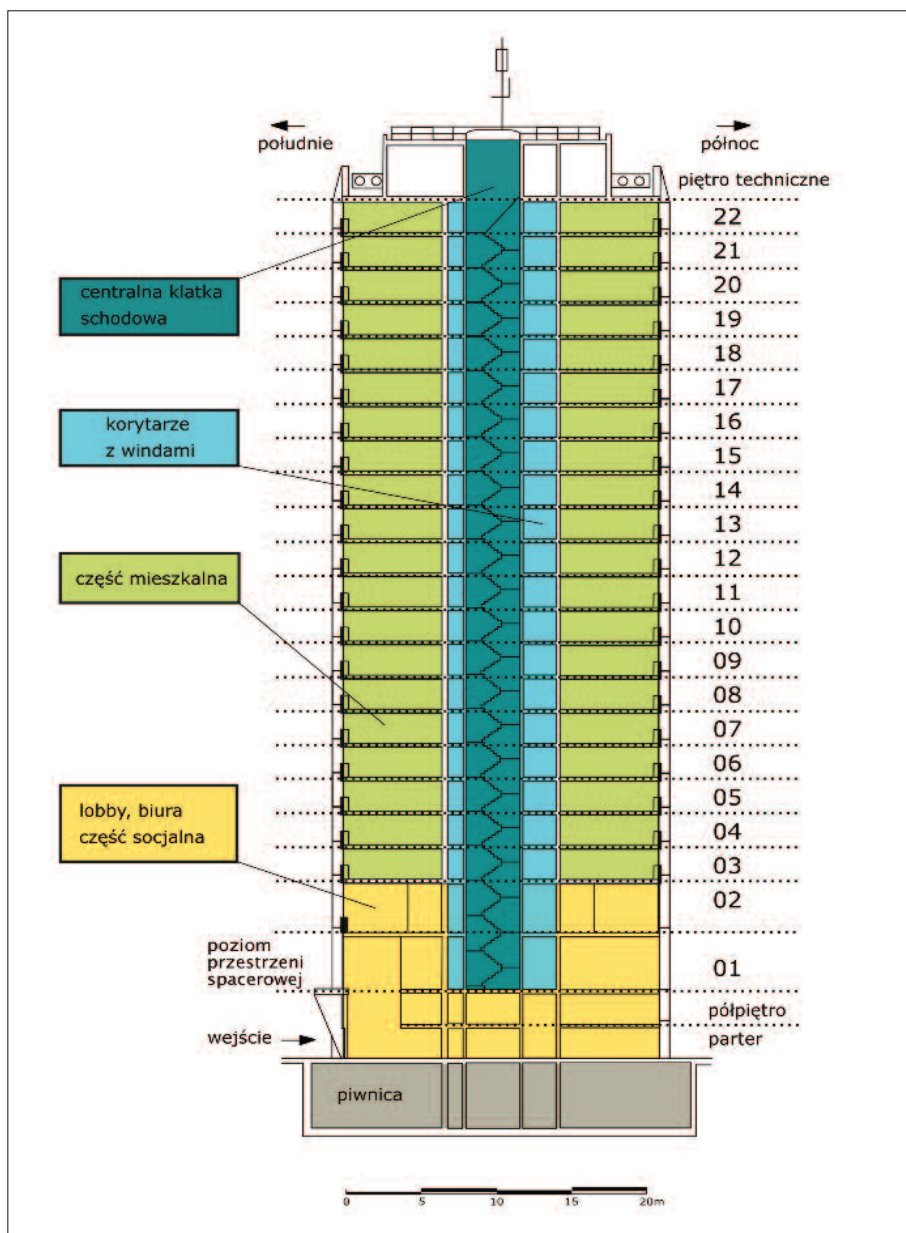 południe
północ
piętro techniczne
22
21
centralna klatka
schodowa
20
19
18
17
korytarze
z windami
16
15
14
13
część mieszkalna
12
11
10
09
08
07
06
lobby, biura
część socjalna
05
04
03
02
poziom
przestrzeni
spacerowej
01
półpiętro
wejście
parter
piwnica
0 5 10 15 20m